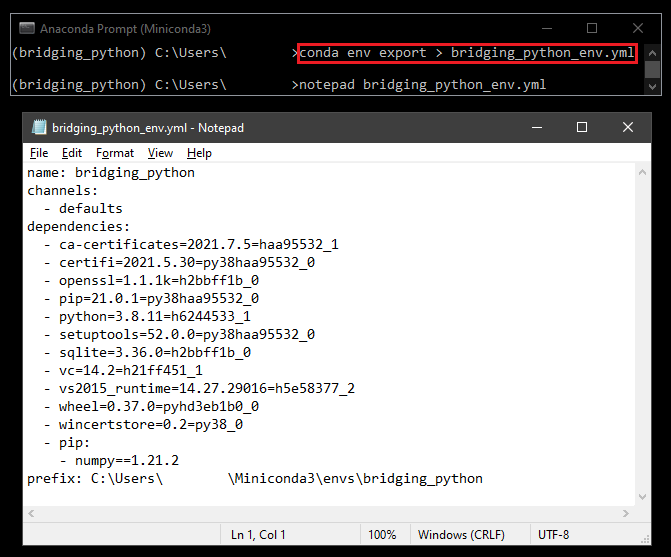 Anaconda Prompt (Miniconda3)
(bridging_python) C:\Users\ >conda env export > bridging_python_env.yml
(bridging_python) C:\Users\ >notepad bridging_python_env.yml
bridging_python_env.yml - Notepad
File Edit Format View Help
name: bridging_python
channels:
  - defaults
dependencies:
  - ca-certificates=2021.7.5=haa95532_1
  - certifi=2021.5.30=py38haa95532_0
  - openssl=1.1.1k=h2bbff1b_0
  - pip=21.0.1=py38haa95532_0
  - python=3.8.11=h6244533_1
  - setuptools=52.0.0=py38haa95532_0
  - sqlite=3.36.0=h2bbff1b_0
  - vc=14.2=h21ff451_1
  - vs2015_runtime=14.27.29016=h5e58377_2
  - wheel=0.37.0=pyhd3eb1b0_0
  - wincertstore=0.2=py38_0
  - pip:
    - numpy==1.21.2
prefix: C:\Users\ \Miniconda3\envs\bridging_python
Ln 1, Col 1 100% Windows (CRLF) UTF-8